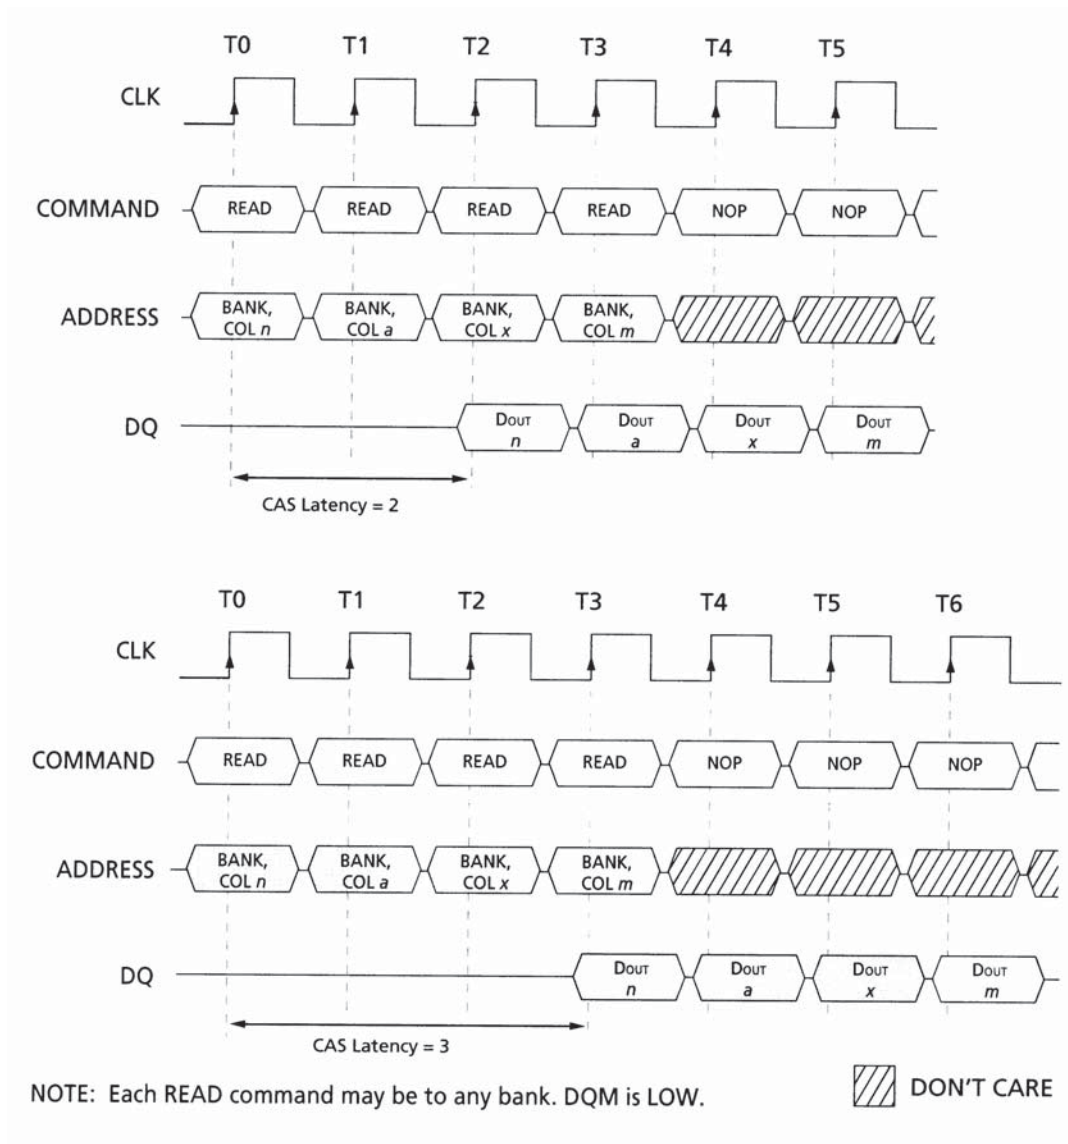 T0 T1 T2 T3 T4 T5
CLK
COMMAND READ READ READ READ NOP NOP
ADDRESS BANK, COL n BANK, COL a BANK, COL x BANK, COL m
DQ DOUT n DOUT a DOUT x DOUT m
CAS Latency = 2
T0 T1 T2 T3 T4 T5 T6
CLK
COMMAND READ READ READ READ NOP NOP NOP
ADDRESS BANK, COL n BANK, COL a BANK, COL x BANK, COL m
DQ DOUT n DOUT a DOUT x DOUT m
CAS Latency = 3
NOTE: Each READ command may be to any bank. DQM is LOW.
DON'T CARE